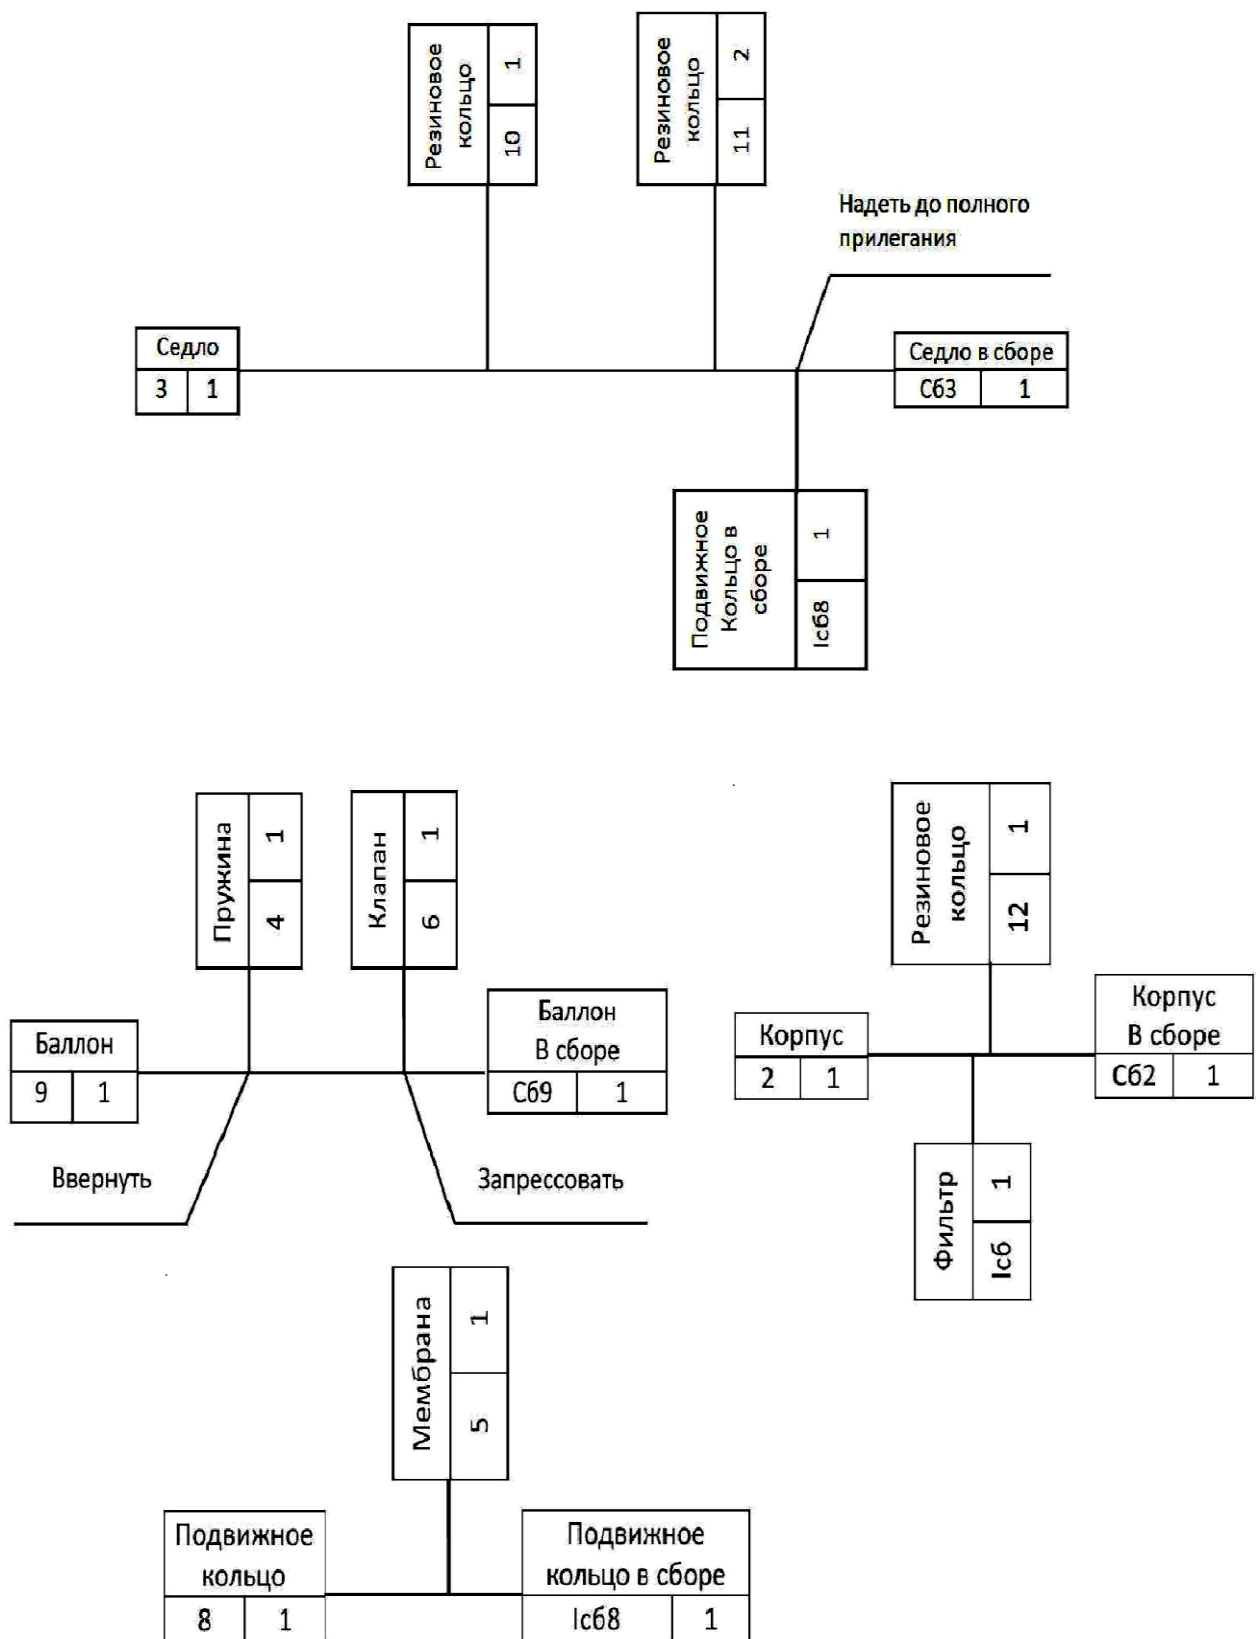 Резиновое
кольцо
10
1
Резиновое
кольцо
11
2
Надеть до полного
прилегания
Седло
3 1
Седло в сборе
Сб3 1
Подвижное
Кольцо в
сборе
Iсб8
1
Пружина
4
1
Клапан
6
1
Баллон
9 1
Баллон
В сборе
Сб9 1
Ввернуть
Запрессовать
Резиновое
кольцо
12
1
Корпус
2 1
Корпус
В сборе
Сб2 1
Фильтр
Iсб
1
Мембрана
5
1
Подвижное
кольцо
8 1
Подвижное
кольцо в сборе
Iсб8 1